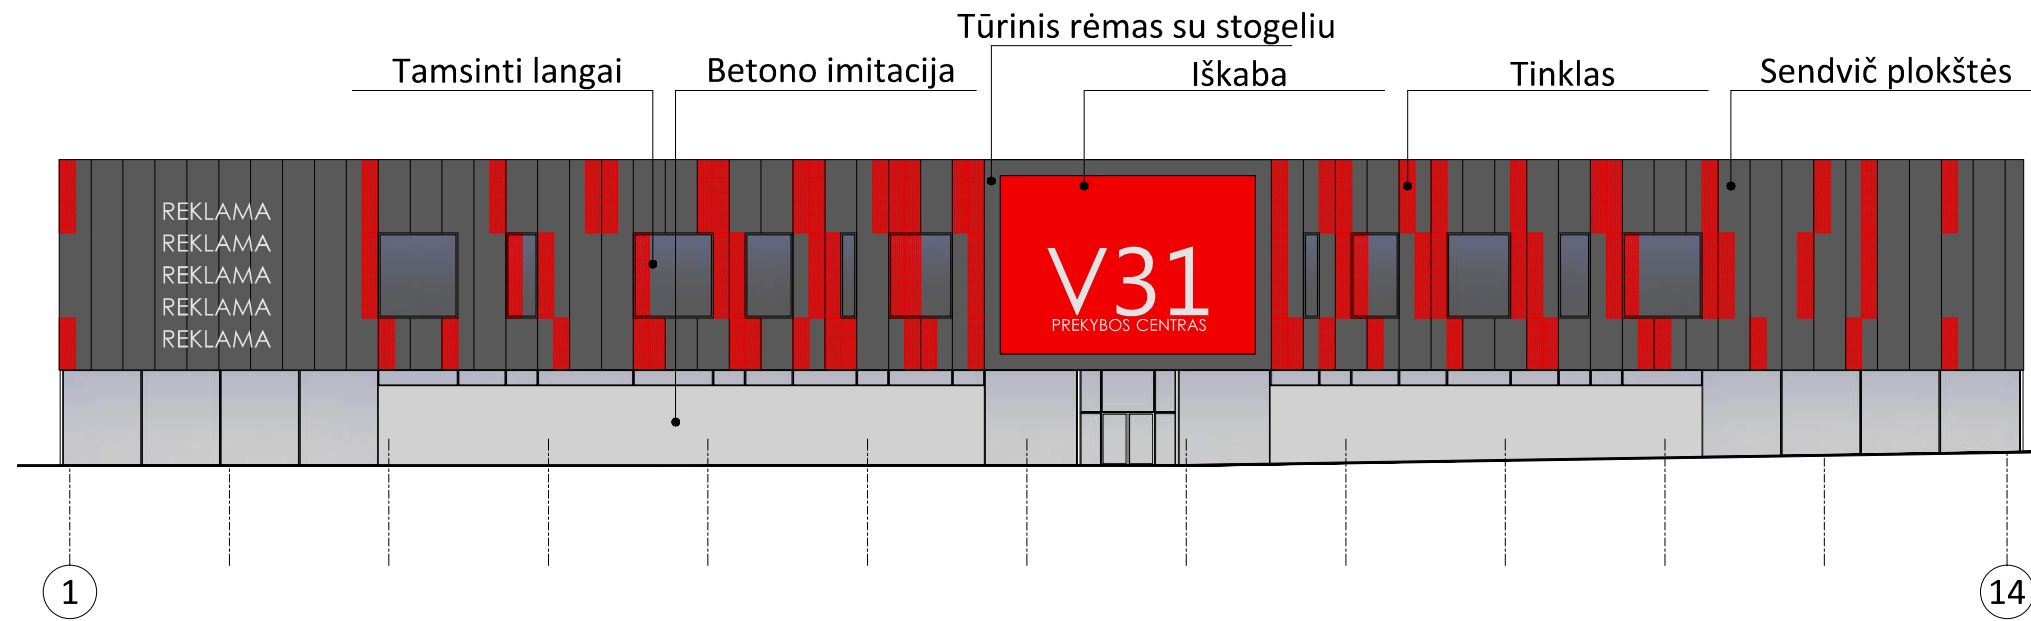 Tūrinis rėmas su stogeliu
Tamsinti langai
Betono imitacija
Iškaba
Tinklas
Sendvič plokštės
REKLAMA
REKLAMA
REKLAMA
REKLAMA
REKLAMA
V31
PREKYBOS CENTRAS
1
14